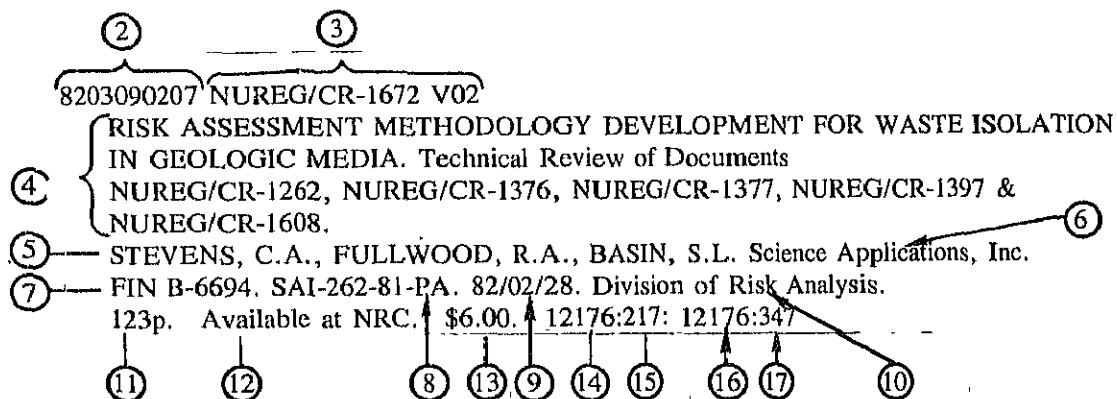 ② ③
8203090207 NUREG/CR-1672 V02
RISK ASSESSMENT METHODOLOGY DEVELOPMENT FOR WASTE ISOLATION
IN GEOLOGIC MEDIA. Technical Review of Documents
④ NUREG/CR-1262, NUREG/CR-1376, NUREG/CR-1377, NUREG/CR-1397 &
NUREG/CR-1608. ⑥
⑤ STEVENS, C.A., FULLWOOD, R.A., BASIN, S.L. Science Applications, Inc.
⑦ FIN B-6694. SAI-262-81-PA. 82/02/28. Division of Risk Analysis.
123p. Available at NRC. $6.00. 12176:217: 12176:347
⑪ ⑫ ⑧ ⑬ ⑨ ⑭ ⑮ ⑯ ⑰ ⑩